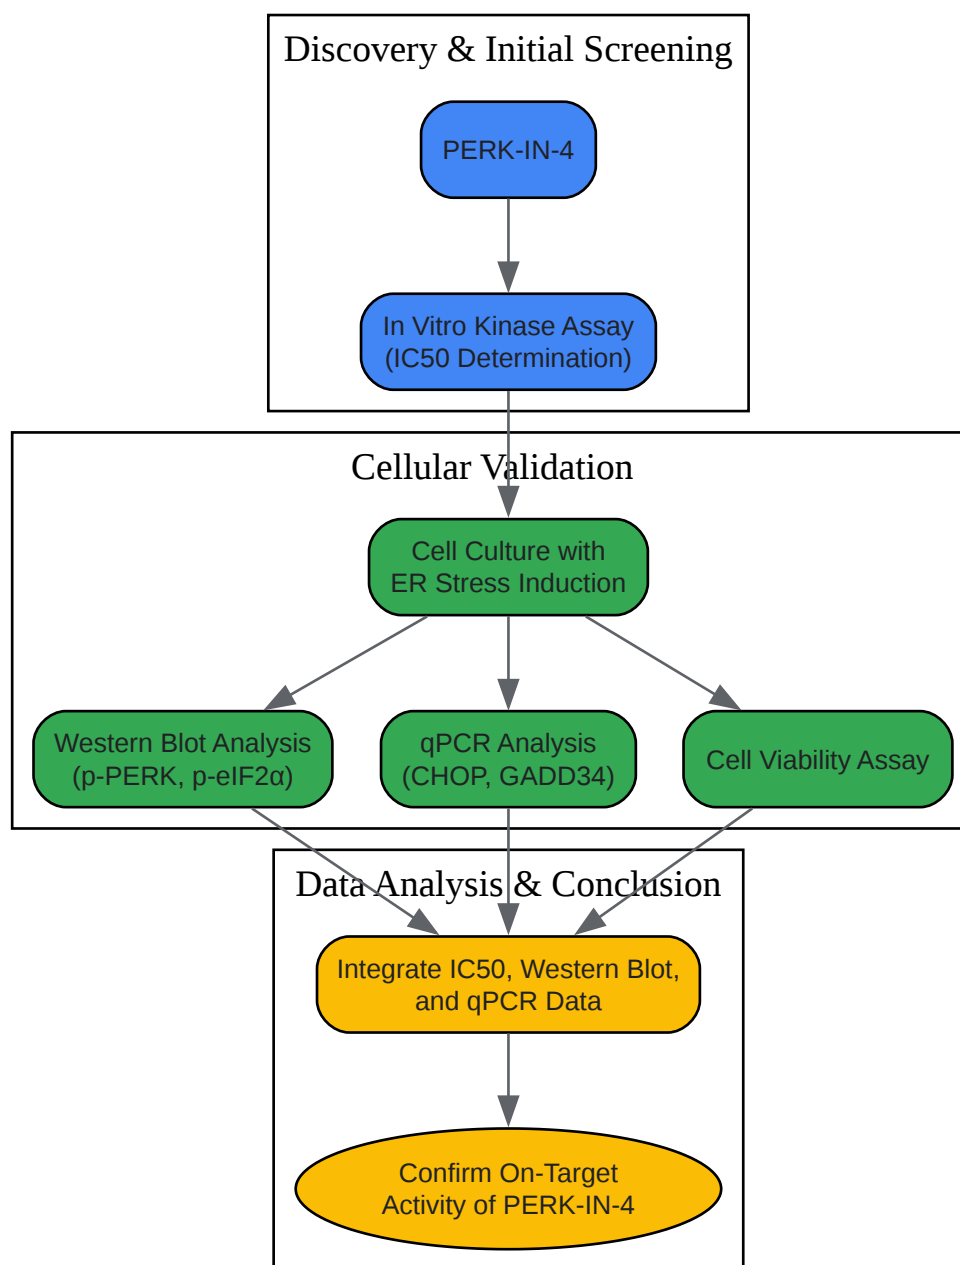 Discovery & Initial Screening
PERK-IN-4
In Vitro Kinase Assay
(IC50 Determination)
Cellular Validation
Cell Culture with
ER Stress Induction
Western Blot Analysis
(p-PERK, p-eIF2α)
qPCR Analysis
(CHOP, GADD34)
Cell Viability Assay
Data Analysis & Conclusion
Integrate IC50, Western Blot,
and qPCR Data
Confirm On-Target
Activity of PERK-IN-4